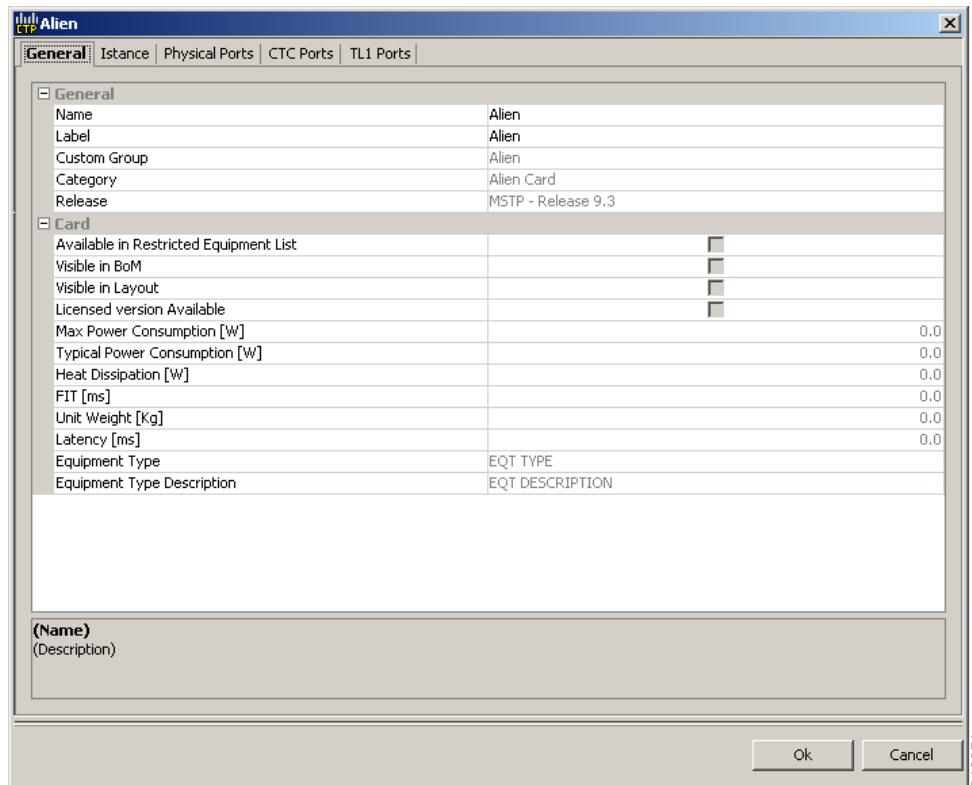 CTP Alien
General Istance Physical Ports CTC Ports TL1 Ports
General
Name Alien
Label Alien
Custom Group Alien
Category Alien Card
Release MSTP - Release 9.3
Card
Available in Restricted Equipment List
Visible in BoM
Visible in Layout
Licensed version Available
Max Power Consumption [W] 0.0
Typical Power Consumption [W] 0.0
Heat Dissipation [W] 0.0
FIT [ms] 0.0
Unit Weight [Kg] 0.0
Latency [ms] 0.0
Equipment Type EQT TYPE
Equipment Type Description EQT DESCRIPTION
(Name)
(Description)
Ok Cancel